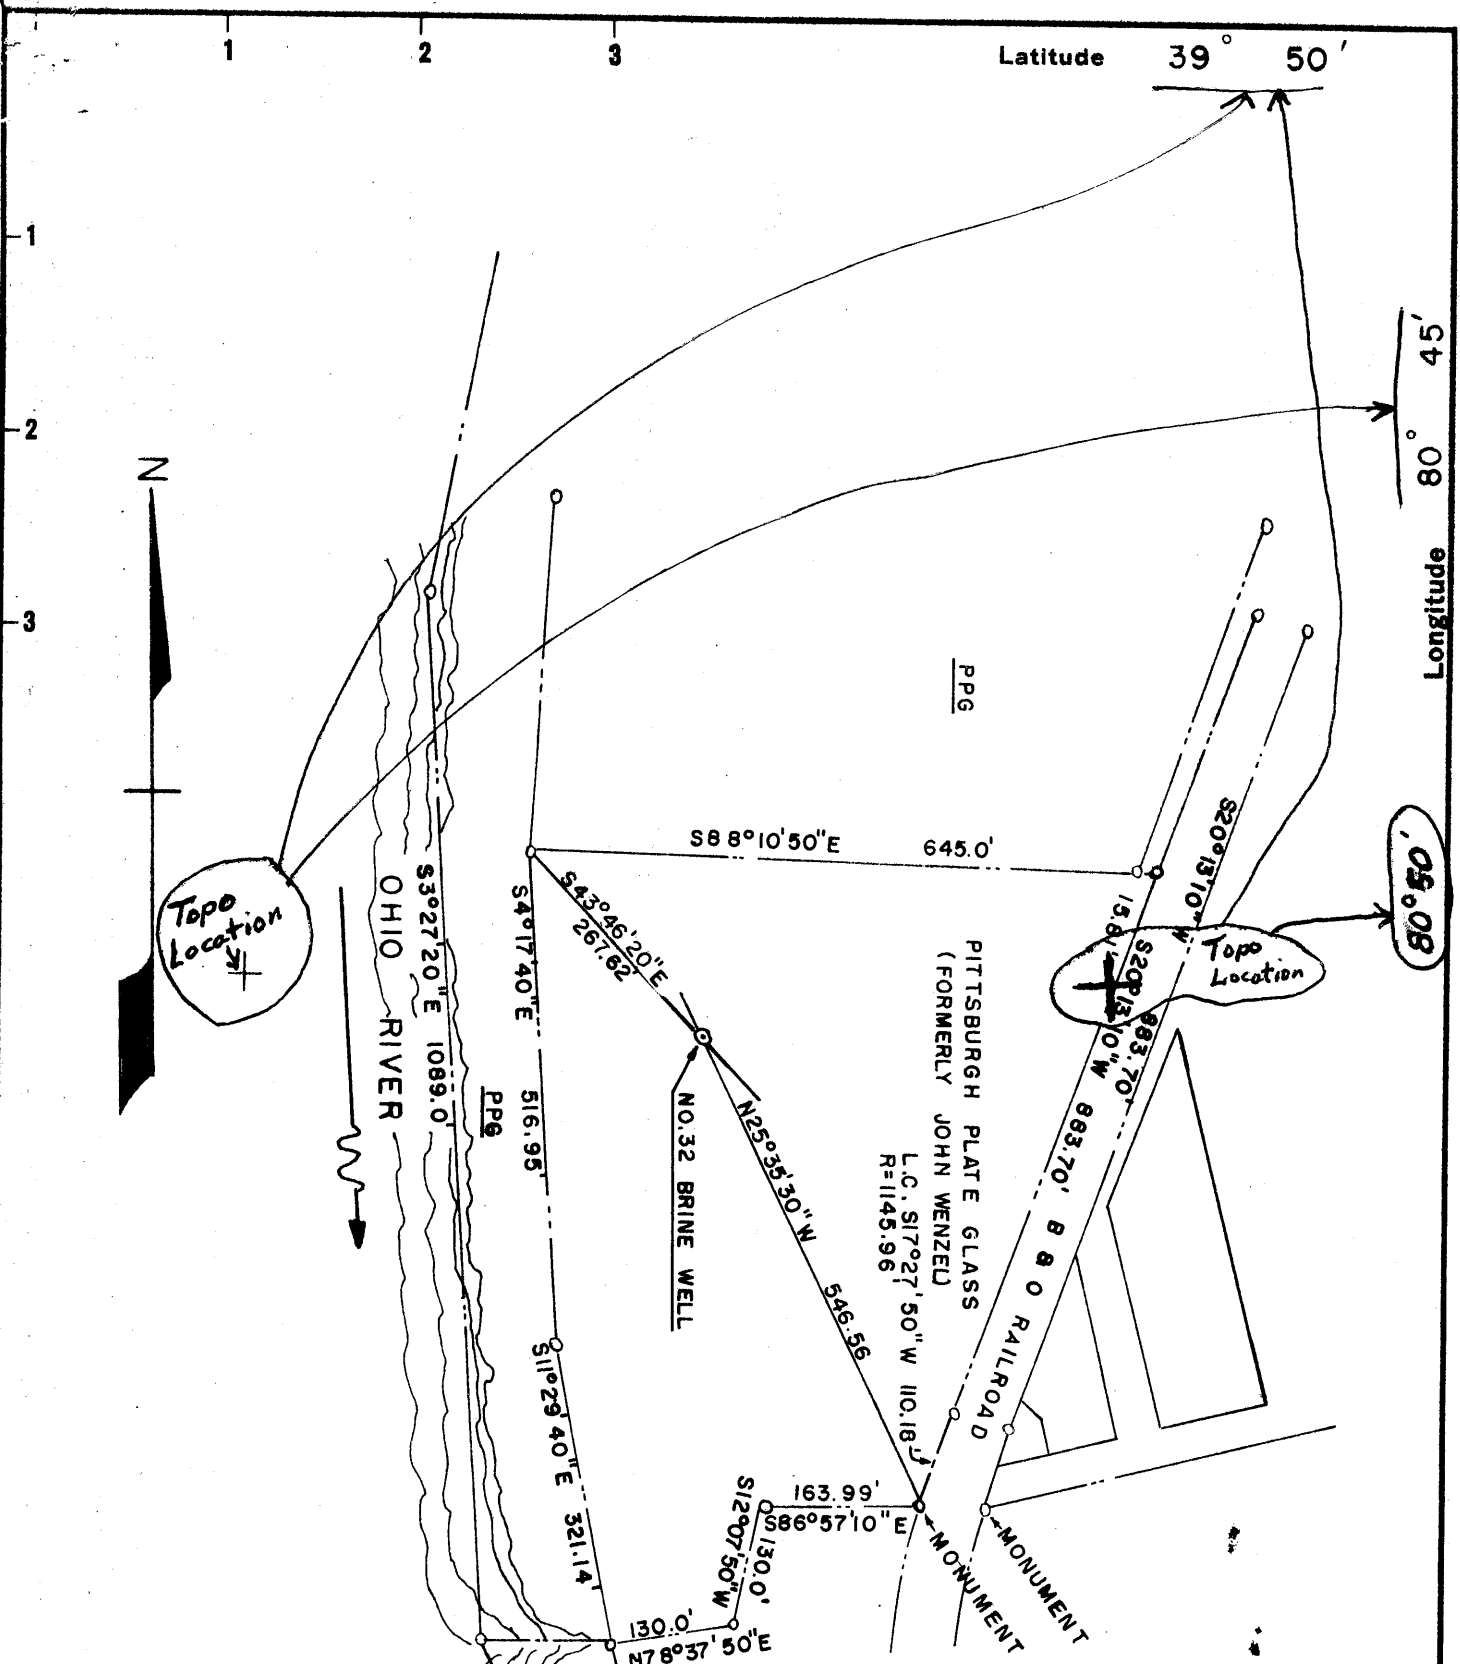 1
2
3
Latitude 39° 50'
1
2
3
Longitude 80° 45'
N
PPG
S88°10'50"E 645.0'
S20°13'10"W 883.70'
15.8'
S20°13'10"W 883.70'
Topo
Location
80°05'
Topo
Location
S43°46'20"E
267.62'
S4°17'40"E 516.95'
S3°27'20"E 1089.0'
OHIO RIVER
PPG
NO.32 BRINE WELL
N25°35'30"W 546.56
PITTSBURGH PLATE GLASS
(FORMERLY JOHN WENZEL)
L.C. S17°27'50"W 110.18'
R=1145.96
B & O RAILROAD
S11°29'40"E 321.14'
163.99'
S86°57'10"E
S12°07'50"W
130.0'
130.0'
N78°37'50"E
MONUMENT
MONUMENT